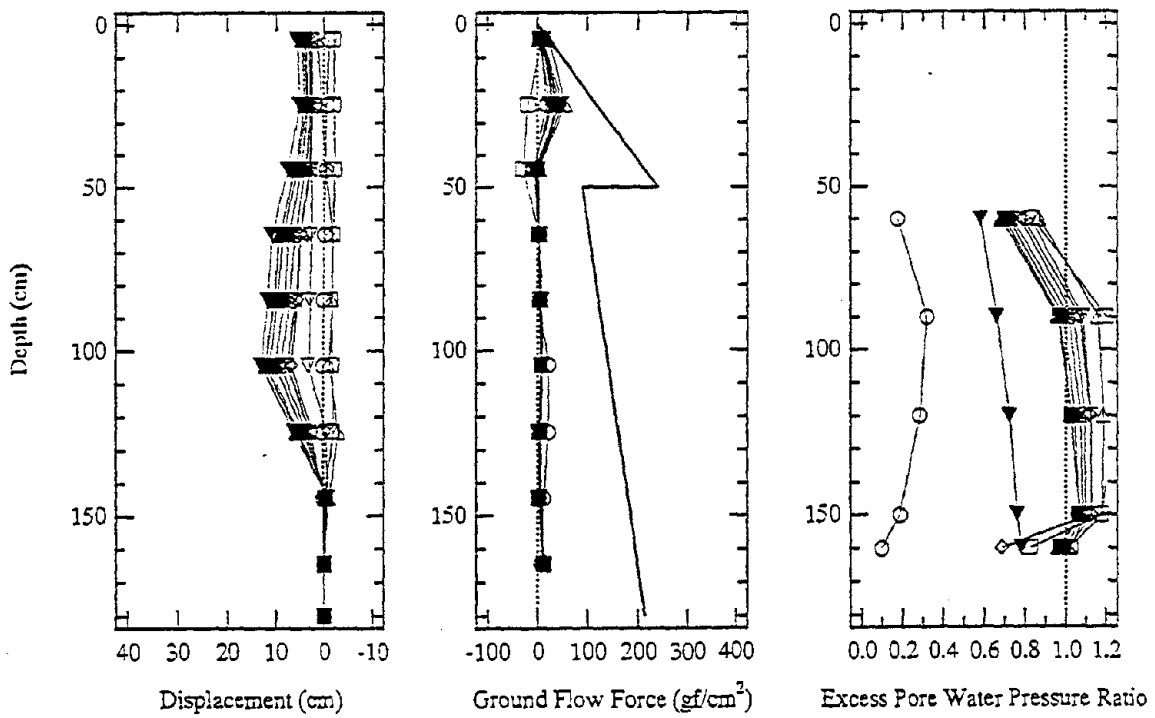 0
50
100
150
Depth (cm)
40 30 20 10 0 -10
Displacement (cm)
0
50
100
150
-100 0 100 200 300 400
Ground Flow Force (gf/cm²)
0
50
100
150
0.0 0.2 0.4 0.6 0.8 1.0 1.2
Excess Pore Water Pressure Ratio